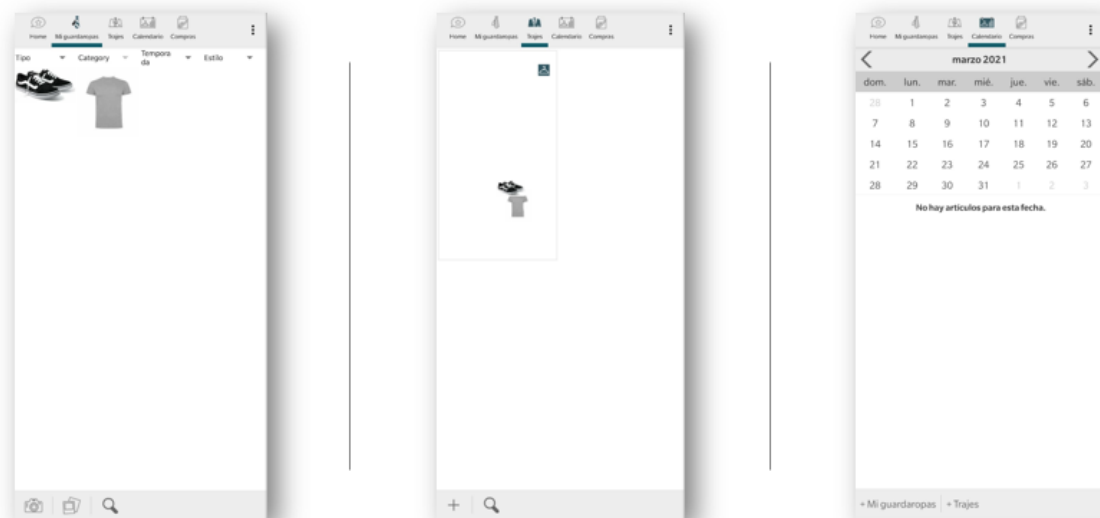 Home Mi guardarropas Trajes Calendario Compras
Tipo Category Tempora
da Estilo
Home Mi guardarropas Trajes Calendario Compras
Home Mi guardarropas Trajes Calendario Compras
marzo 2021
dom. lun. mar. mié. jue. vie. sáb.
28 1 2 3 4 5 6
7 8 9 10 11 12 13
14 15 16 17 18 19 20
21 22 23 24 25 26 27
28 29 30 31 1 2 3
No hay artículos para esta fecha.
+ Mi guardaropas + Trajes